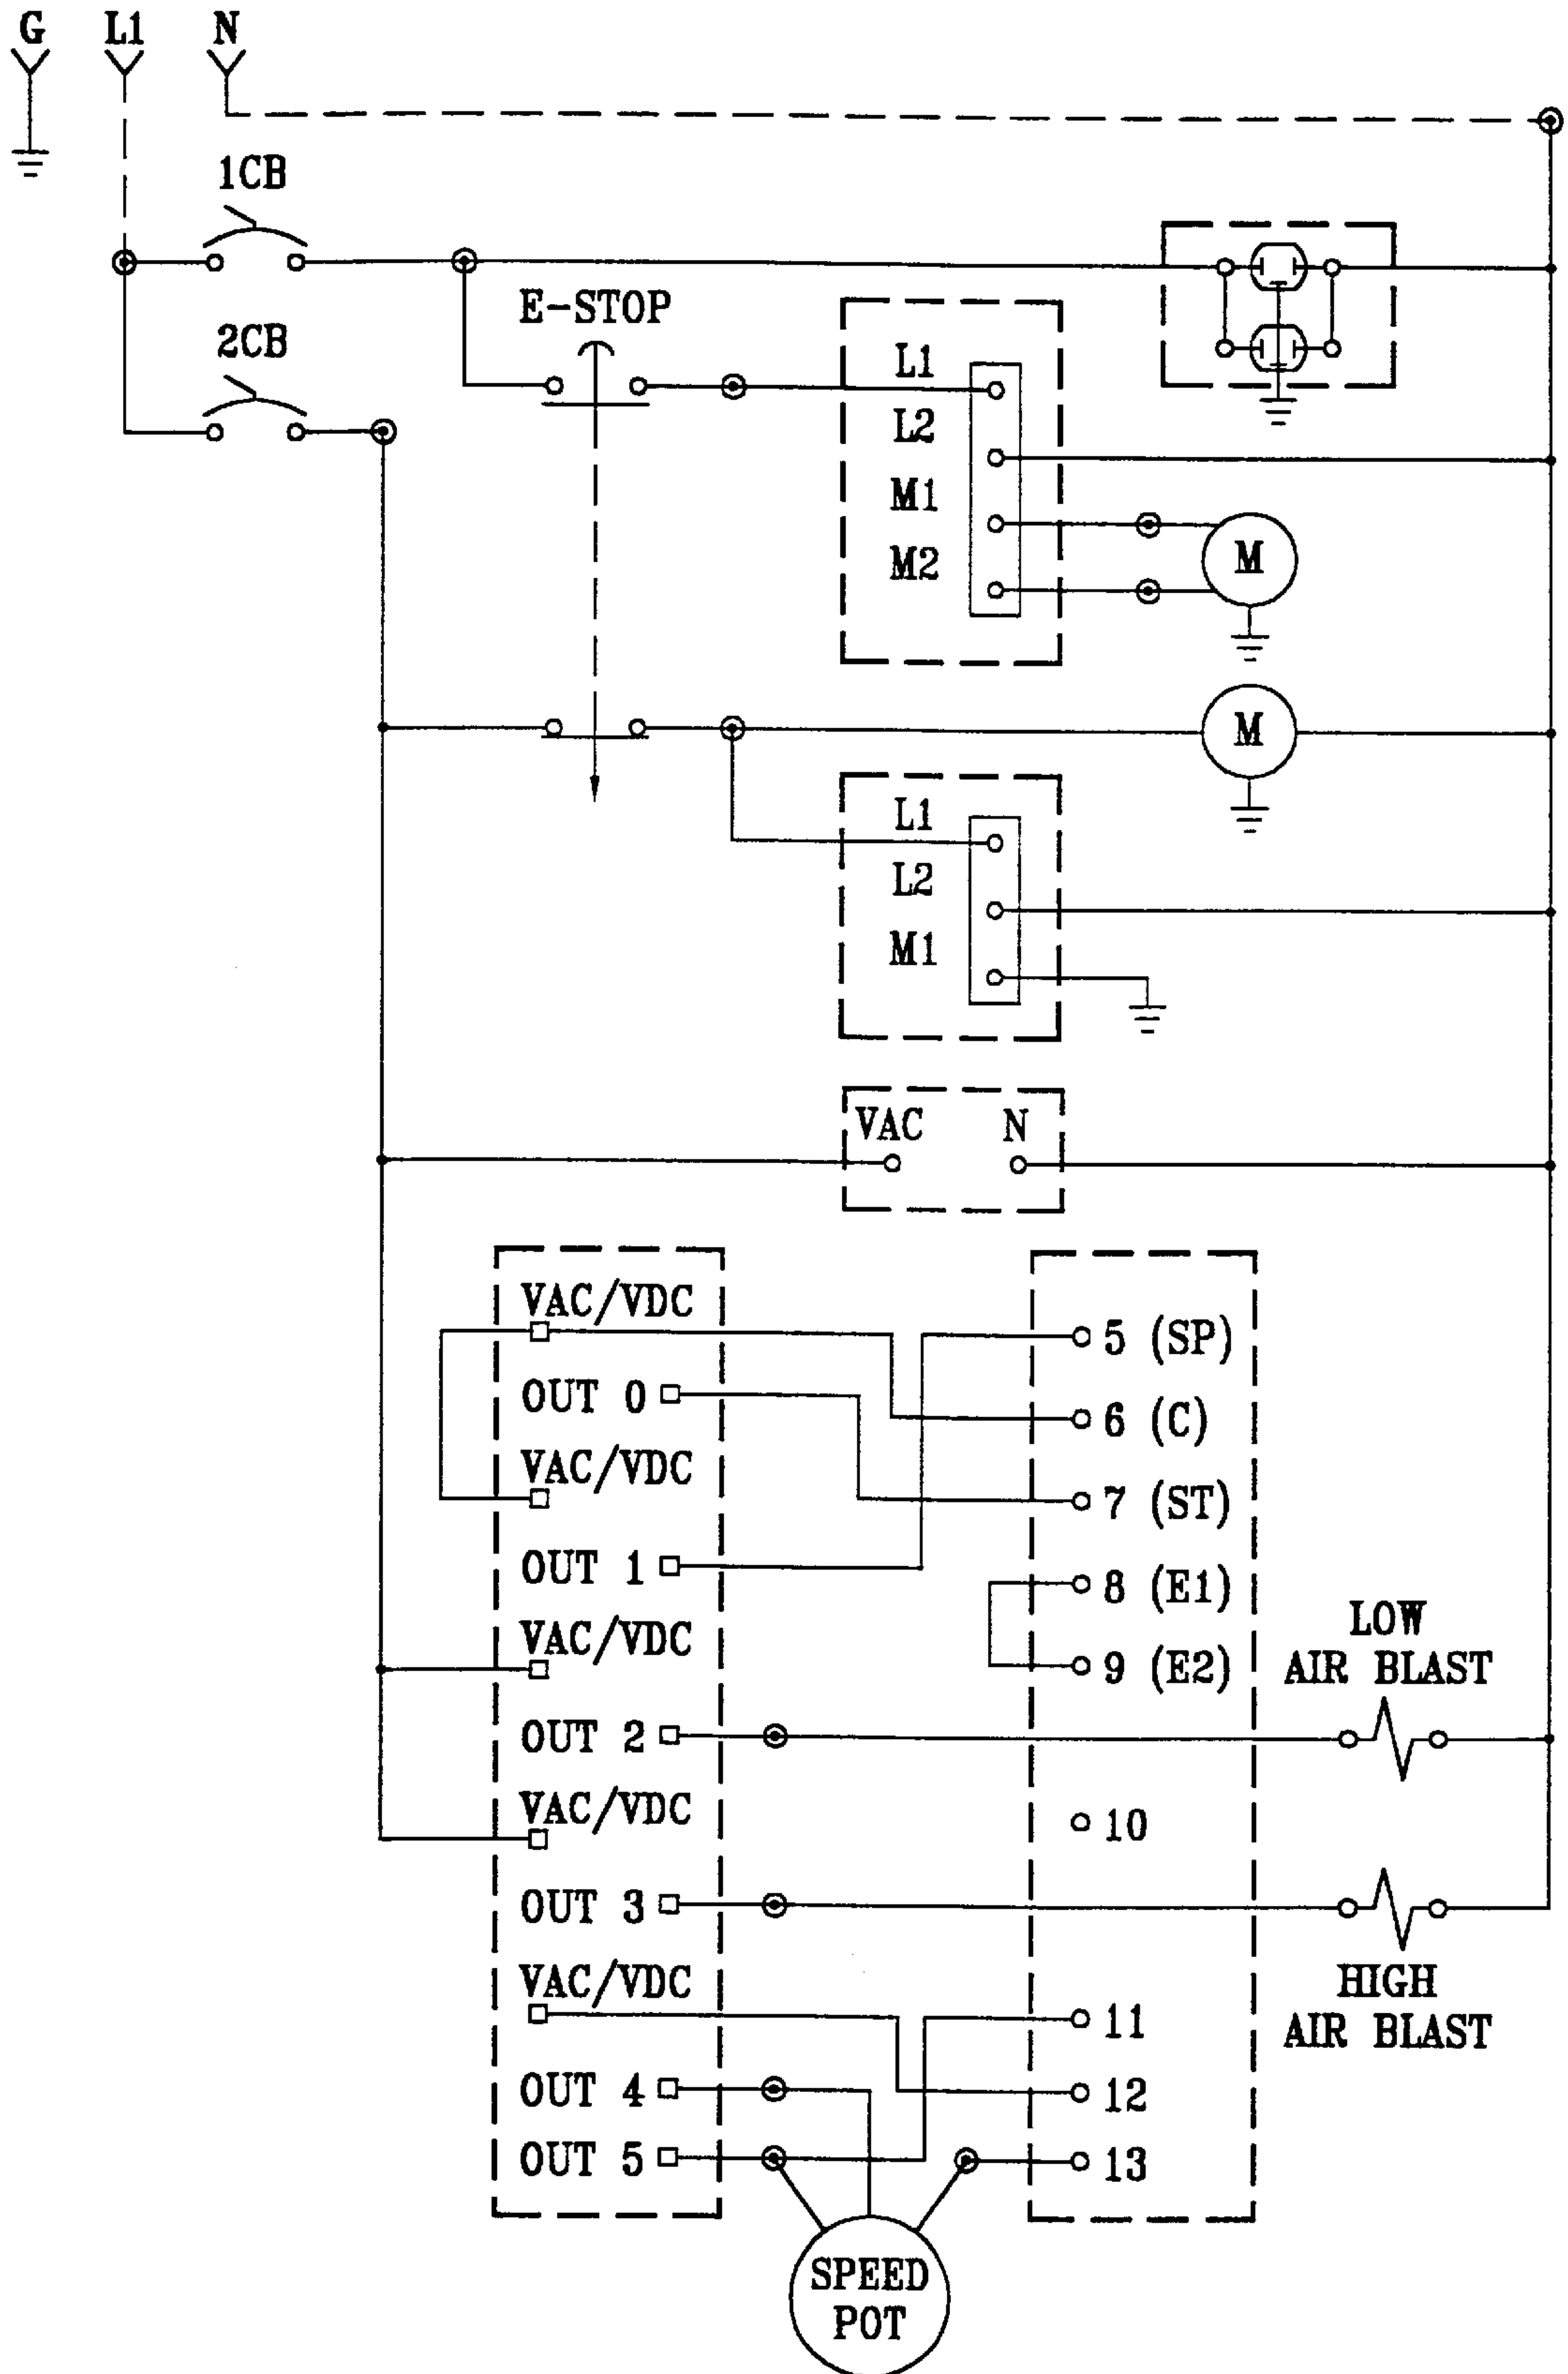 G L1 N
1CB
E-STOP
2CB
L1
L2
M1
M2
M
M
L1
L2
M1
VAC N
VAC/VDC
5 (SP)
OUT 0
6 (C)
VAC/VDC
7 (ST)
OUT 1
8 (E1)
VAC/VDC
9 (E2)
LOW
AIR BLAST
OUT 2
VAC/VDC
10
OUT 3
HIGH
AIR BLAST
VAC/VDC
11
OUT 4
12
OUT 5
13
SPEED
POT